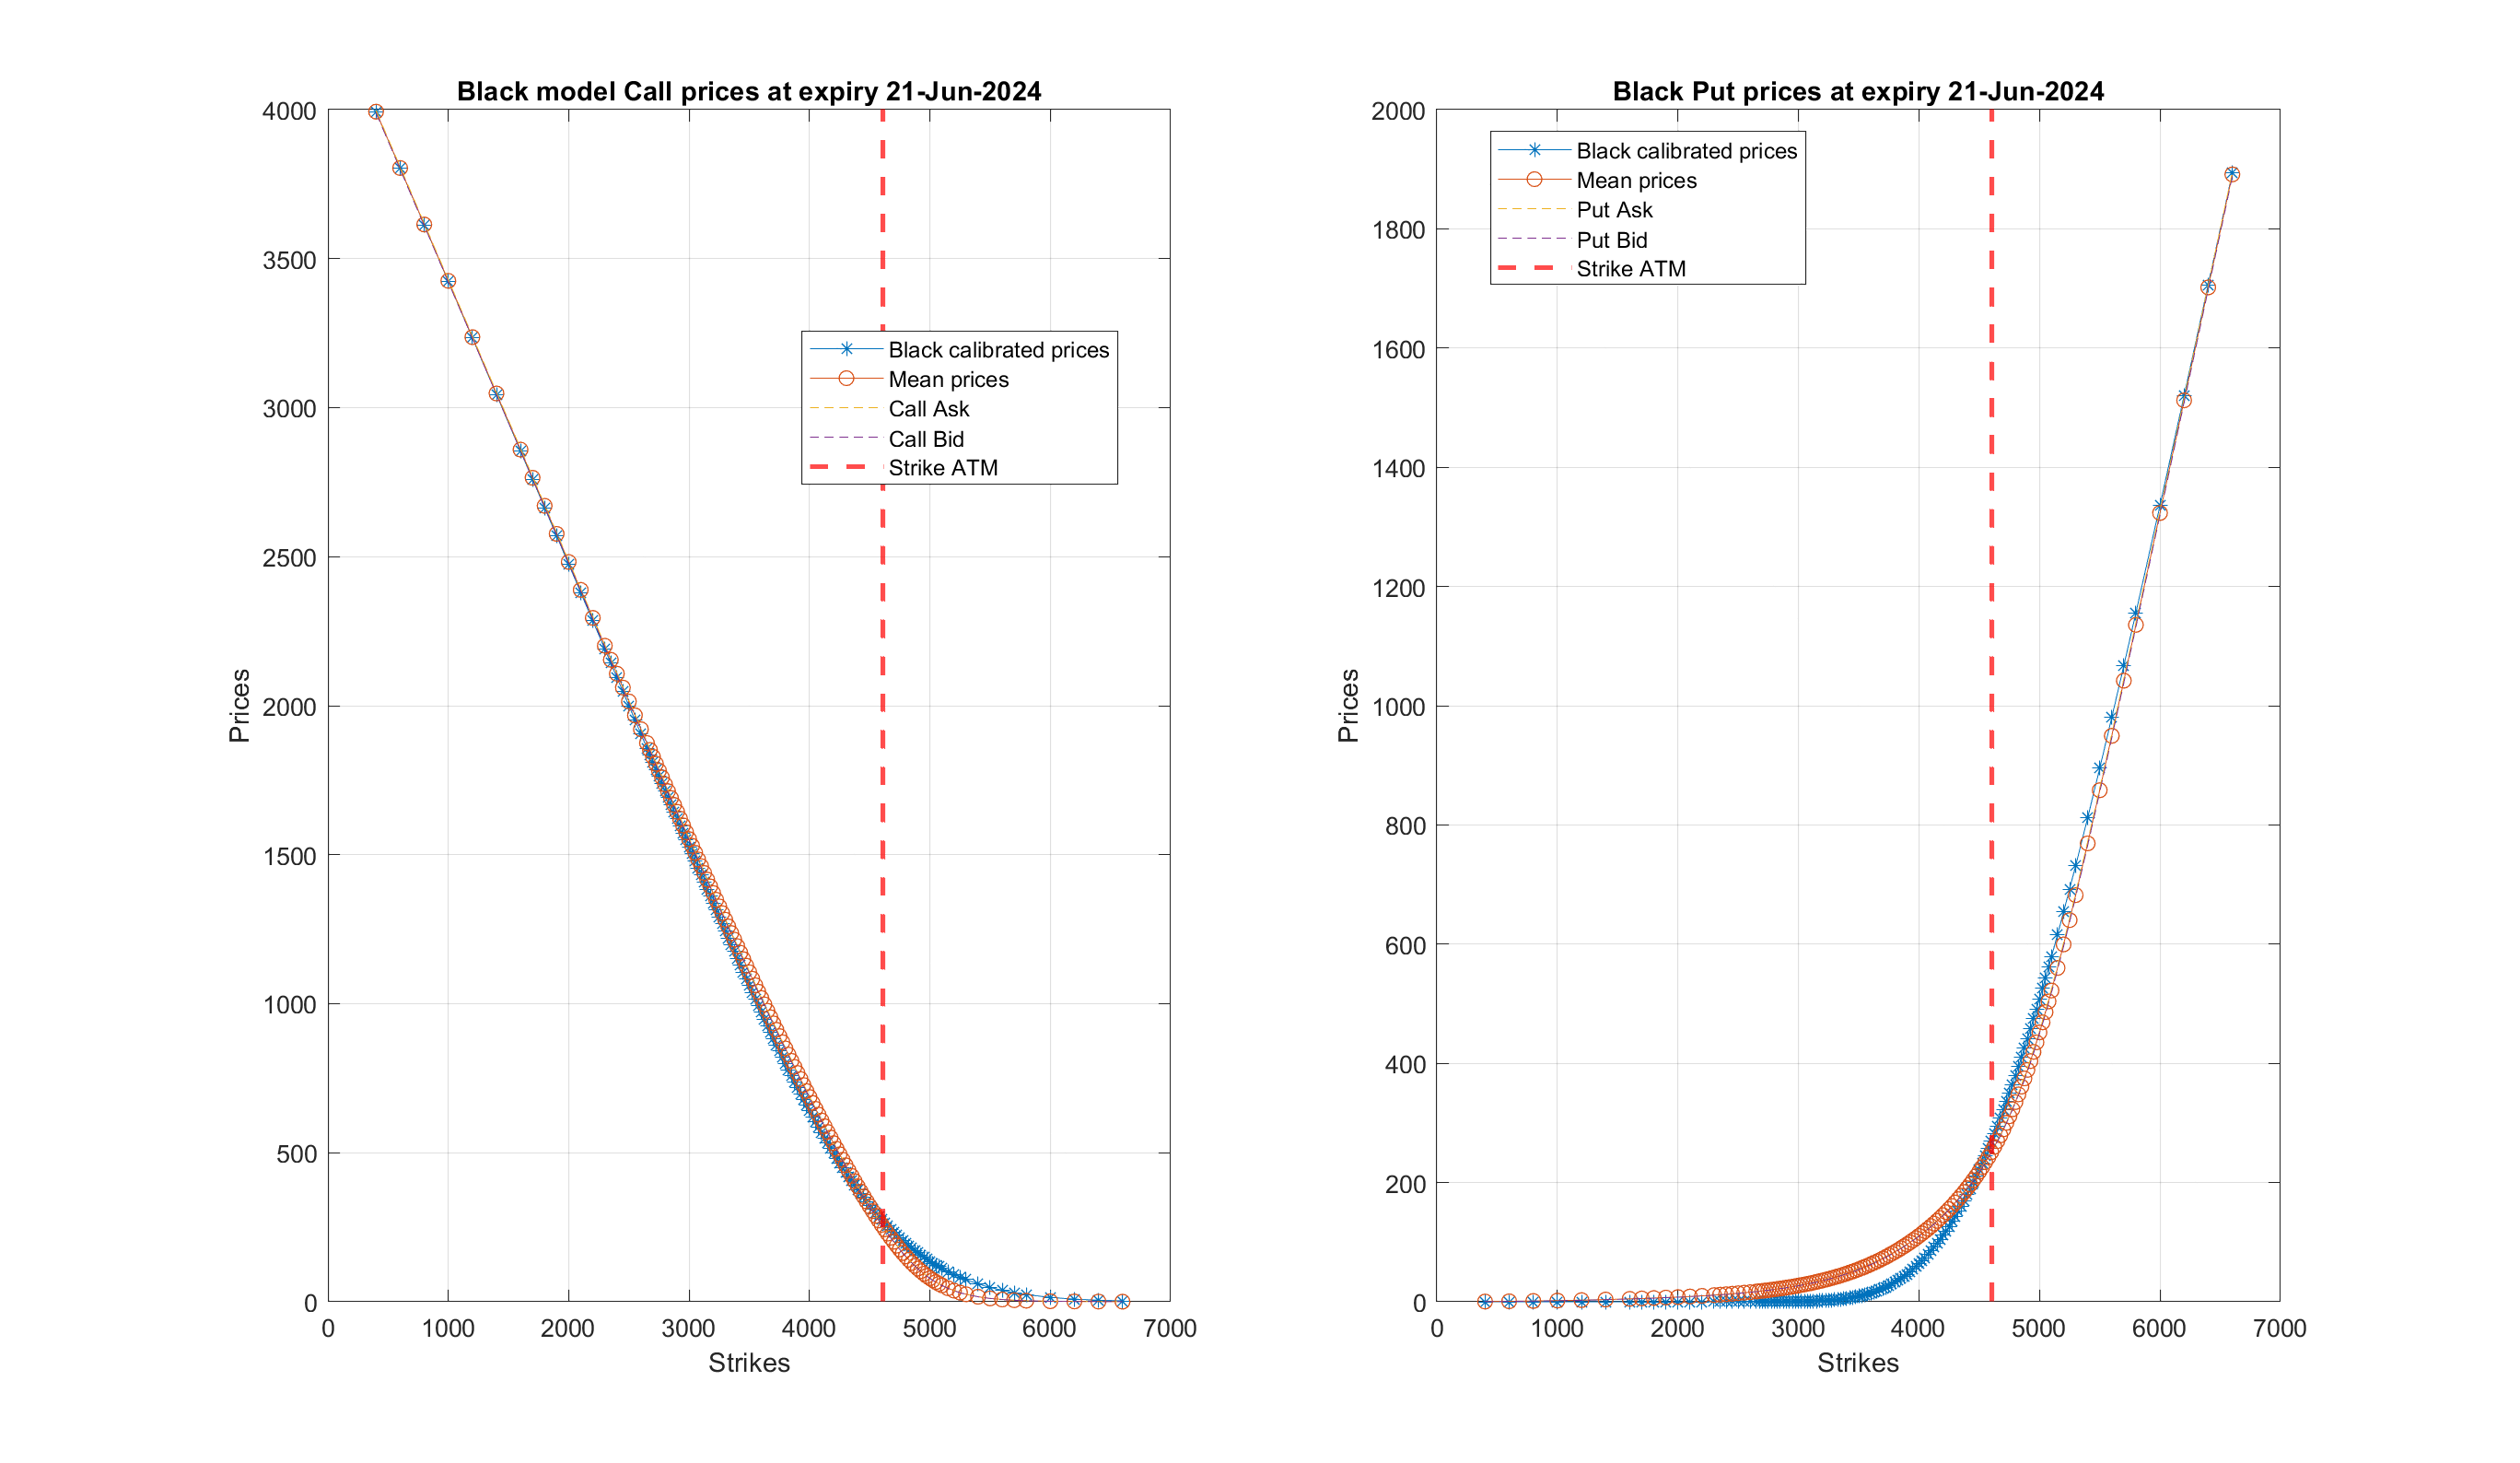 Black model Call prices at expiry 21-Jun-2024
4000
3500
3000
2500
2000
1500
1000
500
0
Prices
Black calibrated prices
Mean prices
Call Ask
Call Bid
Strike ATM
0 1000 2000 3000 4000 5000 6000 7000
Strikes
Black Put prices at expiry 21-Jun-2024
2000
1800
1600
1400
1200
1000
800
600
400
200
0
Prices
Black calibrated prices
Mean prices
Put Ask
Put Bid
Strike ATM
0 1000 2000 3000 4000 5000 6000 7000
Strikes